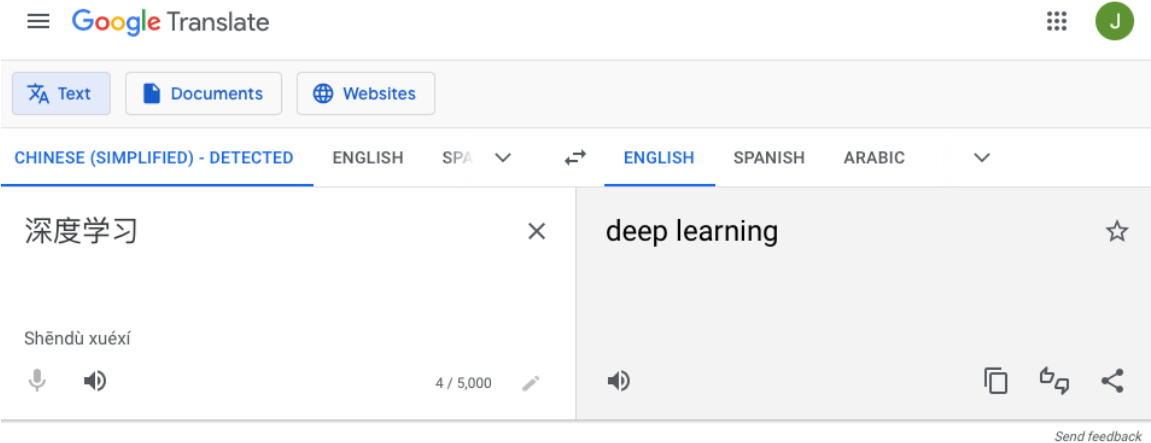 Google Translate
J
Text
Documents
Websites
CHINESE (SIMPLIFIED) - DETECTED
ENGLISH
SPA
ENGLISH
SPANISH
ARABIC
深度学习
deep learning
Shēndù xuéxí
4 / 5,000
Send feedback